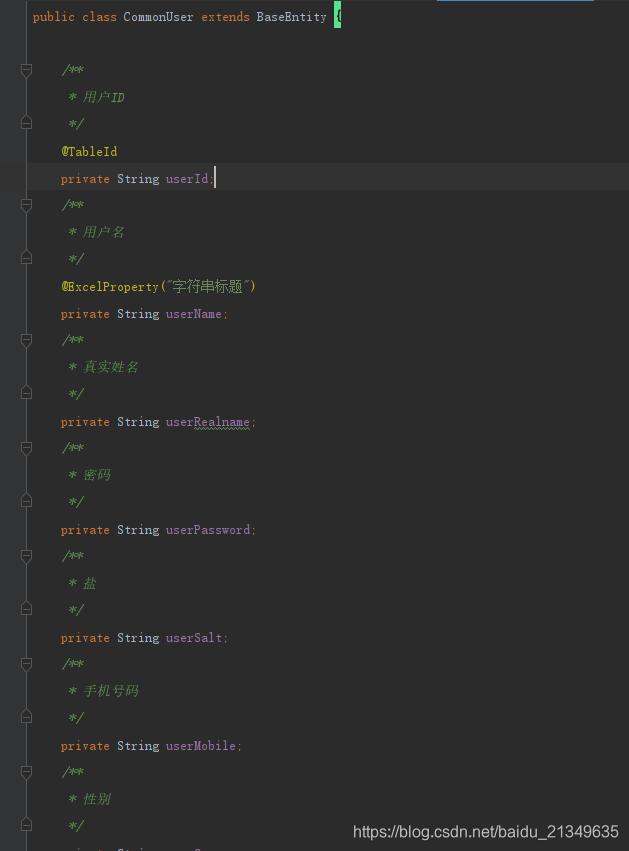 public class CommonUser extends BaseEntity {
/**
* 用户ID
*/
@TableId
private String userId;
/**
* 用户名
*/
@ExcelProperty("字符串标题")
private String userName;
/**
* 真实姓名
*/
private String userRealname;
/**
* 密码
*/
private String userPassword;
/**
* 盐
*/
private String userSalt;
/**
* 手机号码
*/
private String userMobile;
/**
* 性别
*/
https://blog.csdn.net/baidu_21349635